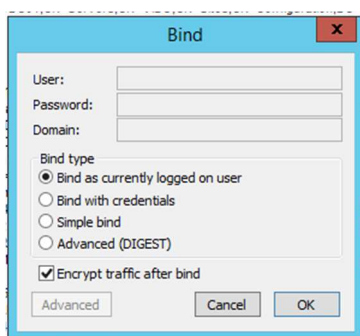 Bind
x
User:
Password:
Domain:
Bind type
Bind as currently logged on user
Bind with credentials
Simple bind
Advanced (DIGEST)
Encrypt traffic after bind
Advanced
Cancel
OK